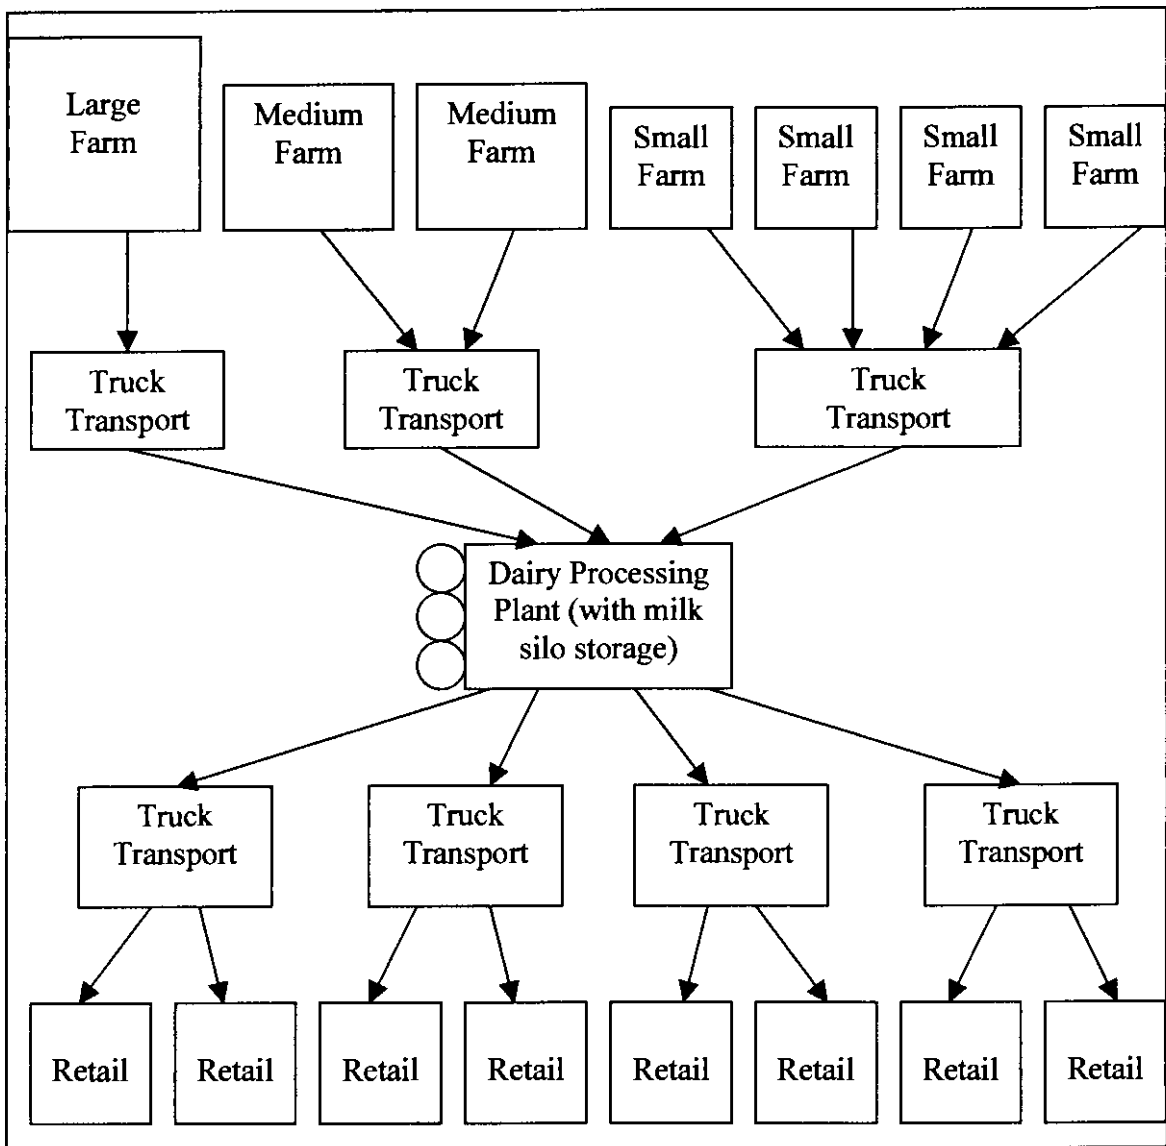 Large
Farm
Medium
Farm
Medium
Farm
Small
Farm
Small
Farm
Small
Farm
Small
Farm
Truck
Transport
Truck
Transport
Truck
Transport
Dairy Processing
Plant (with milk
silo storage)
Truck
Transport
Truck
Transport
Truck
Transport
Truck
Transport
Retail
Retail
Retail
Retail
Retail
Retail
Retail
Retail